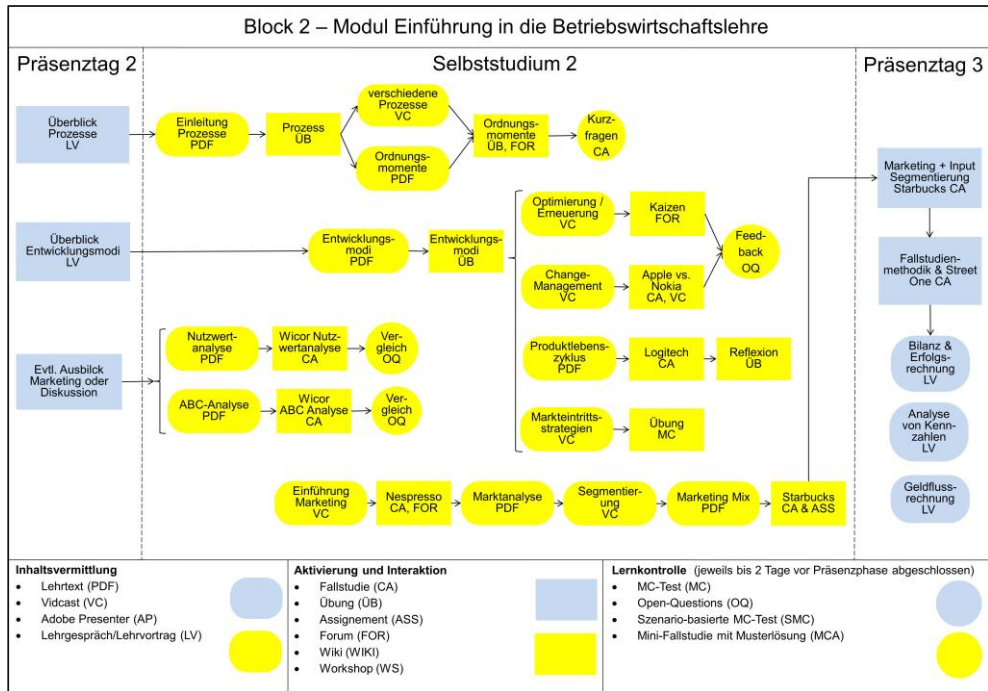 Block 2 – Modul Einführung in die Betriebswirtschaftslehre
Präsenztag 2
Selbststudium 2
Präsenztag 3
Überblick
Prozesse
LV
Einleitung
Prozesse
PDF
Prozess
ÜB
verschiedene
Prozesse
VC
Ordnungs-
momente
PDF
Ordnungs-
momente
ÜB, FOR
Kurz-
fragen
CA
Überblick
Entwicklungsmodi
LV
Entwicklungs-
modi
PDF
Entwicklungs-
modi
ÜB
Optimierung /
Erneuerung
VC
Kaizen
FOR
Change-
Management
VC
Apple vs.
Nokia
CA, VC
Feed-
back
OQ
Produktlebens-
zyklus
PDF
Logitech
CA
Reflexion
ÜB
Markteintritts-
strategien
VC
Übung
MC
Evtl. Ausbilck
Marketing oder
Diskussion
Nutzwert-
analyse
PDF
Wicor Nutz-
wertanalyse
CA
Ver-
gleich
OQ
ABC-Analyse
PDF
Wicor
ABC Analyse
CA
Ver-
gleich
OQ
Einführung
Marketing
VC
Nespresso
CA, FOR
Marktanalyse
PDF
Segmentier-
ung
VC
Marketing Mix
PDF
Starbucks
CA & ASS
Marketing + Input
Segmentierung
Starbucks CA
Fallstudien-
methodik & Street
One CA
Bilanz &
Erfolgs-
rechnung
LV
Analyse
von Kenn-
zahlen
LV
Geldfluss-
rechnung
LV
Inhaltsvermittlung
• Lehrtext (PDF)
• Vidcast (VC)
• Adobe Presenter (AP)
• Lehrgespräch/Lehrvortrag (LV)
Aktivierung und Interaktion
• Fallstudie (CA)
• Übung (ÜB)
• Assignement (ASS)
• Forum (FOR)
• Wiki (WIKI)
• Workshop (WS)
Lernkontrolle (jeweils bis 2 Tage vor Präsenzphase abgeschlossen)
• MC-Test (MC)
• Open-Questions (OQ)
• Szenario-basierte MC-Test (SMC)
• Mini-Fallstudie mit Musterlösung (MCA)